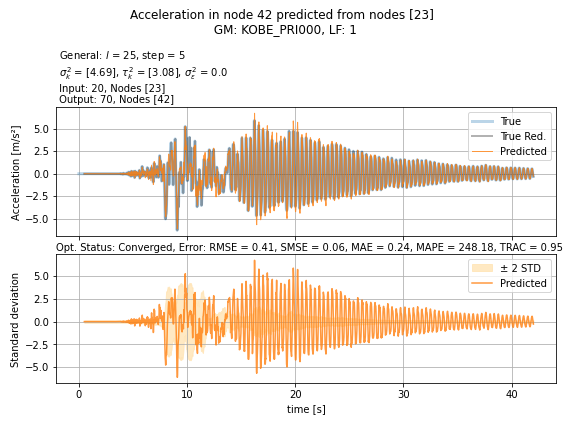 Acceleration in node 42 predicted from nodes [23]
GM: KOBE_PRI000, LF: 1
General: l = 25, step = 5
σ²ₖ = [4.69], τ²ₖ = [3.08], σ²ε = 0.0
Input: 20, Nodes [23]
Output: 70, Nodes [42]
Acceleration [m/s²]
5.0
2.5
0.0
−2.5
−5.0
True
True Red.
Predicted
Opt. Status: Converged, Error: RMSE = 0.41, SMSE = 0.06, MAE = 0.24, MAPE = 248.18, TRAC = 0.95
Standard deviation
5.0
2.5
0.0
−2.5
−5.0
± 2 STD
Predicted
0 10 20 30 40
time [s]